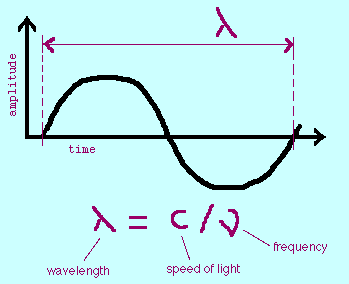 λ
amplitude
time
λ = c / ν
wavelength
speed of light
frequency